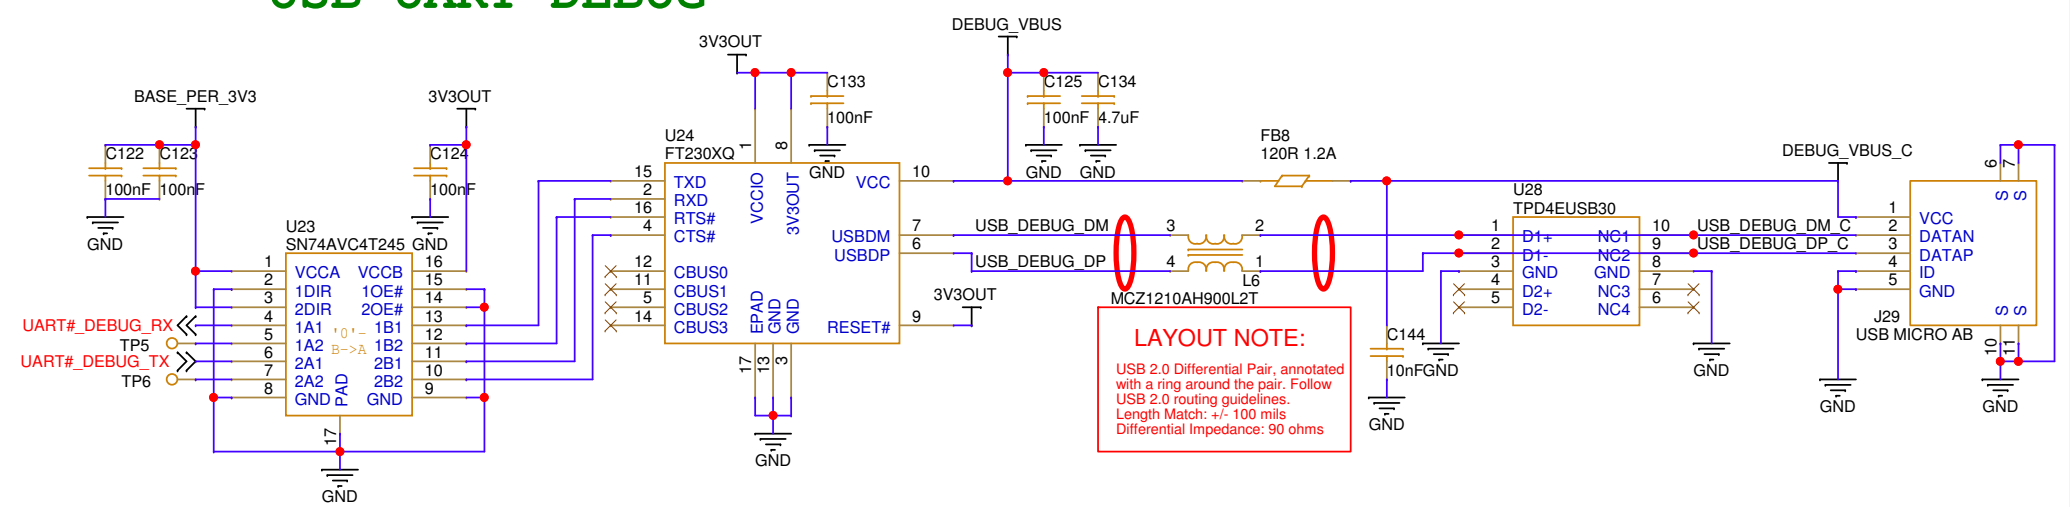 USB UART DEBUG
DEBUG_VBUS
3V3OUT
C133
100nF
C125
100nF
C134
4.7uF
GND
GND
GND
BASE_PER_3V3
3V3OUT
C122
100nF
C123
100nF
GND
C124
100nF
GND
U23
SN74AVC4T245
1 VCCA VCCB 16
2 1DIR 1OE# 15
3 2DIR 2OE# 14
4 1A1 1B1 13
5 1A2 1B2 12
6 2A1 2B1 11
7 2A2 2B2 10
8 GND GND 9
PAD
17
'0'-
B->A
UART#_DEBUG_RX
TP5
UART#_DEBUG_TX
TP6
GND
U24
FT230XQ
1 VCCIO
8 3V3OUT
15 TXD
2 RXD
16 RTS#
4 CTS#
12 CBUS0
11 CBUS1
5 CBUS2
14 CBUS3
VCC 10
USBDM 7
USBDP 6
RESET# 9
EPAD 17
GND 13
GND 3
GND
3V3OUT
USB_DEBUG_DM
USB_DEBUG_DP
3 2
4 1
L6
MCZ1210AH900L2T
FB8
120R 1.2A
LAYOUT NOTE:
USB 2.0 Differential Pair, annotated
with a ring around the pair. Follow
USB 2.0 routing guidelines.
Length Match: +/- 100 mils
Differential Impedance: 90 ohms
C144
10nF
GND
GND
U28
TPD4EUSB30
1 D1+ NC1 10
2 D1- NC2 9
3 GND GND 8
4 D2+ NC3 7
5 D2- NC4 6
GND
DEBUG_VBUS_C
USB_DEBUG_DM_C
USB_DEBUG_DP_C
1 VCC
2 DATAN
3 DATAP
4 ID
5 GND
6 S
7 S
10 S
11 S
J29
USB MICRO AB
GND
GND